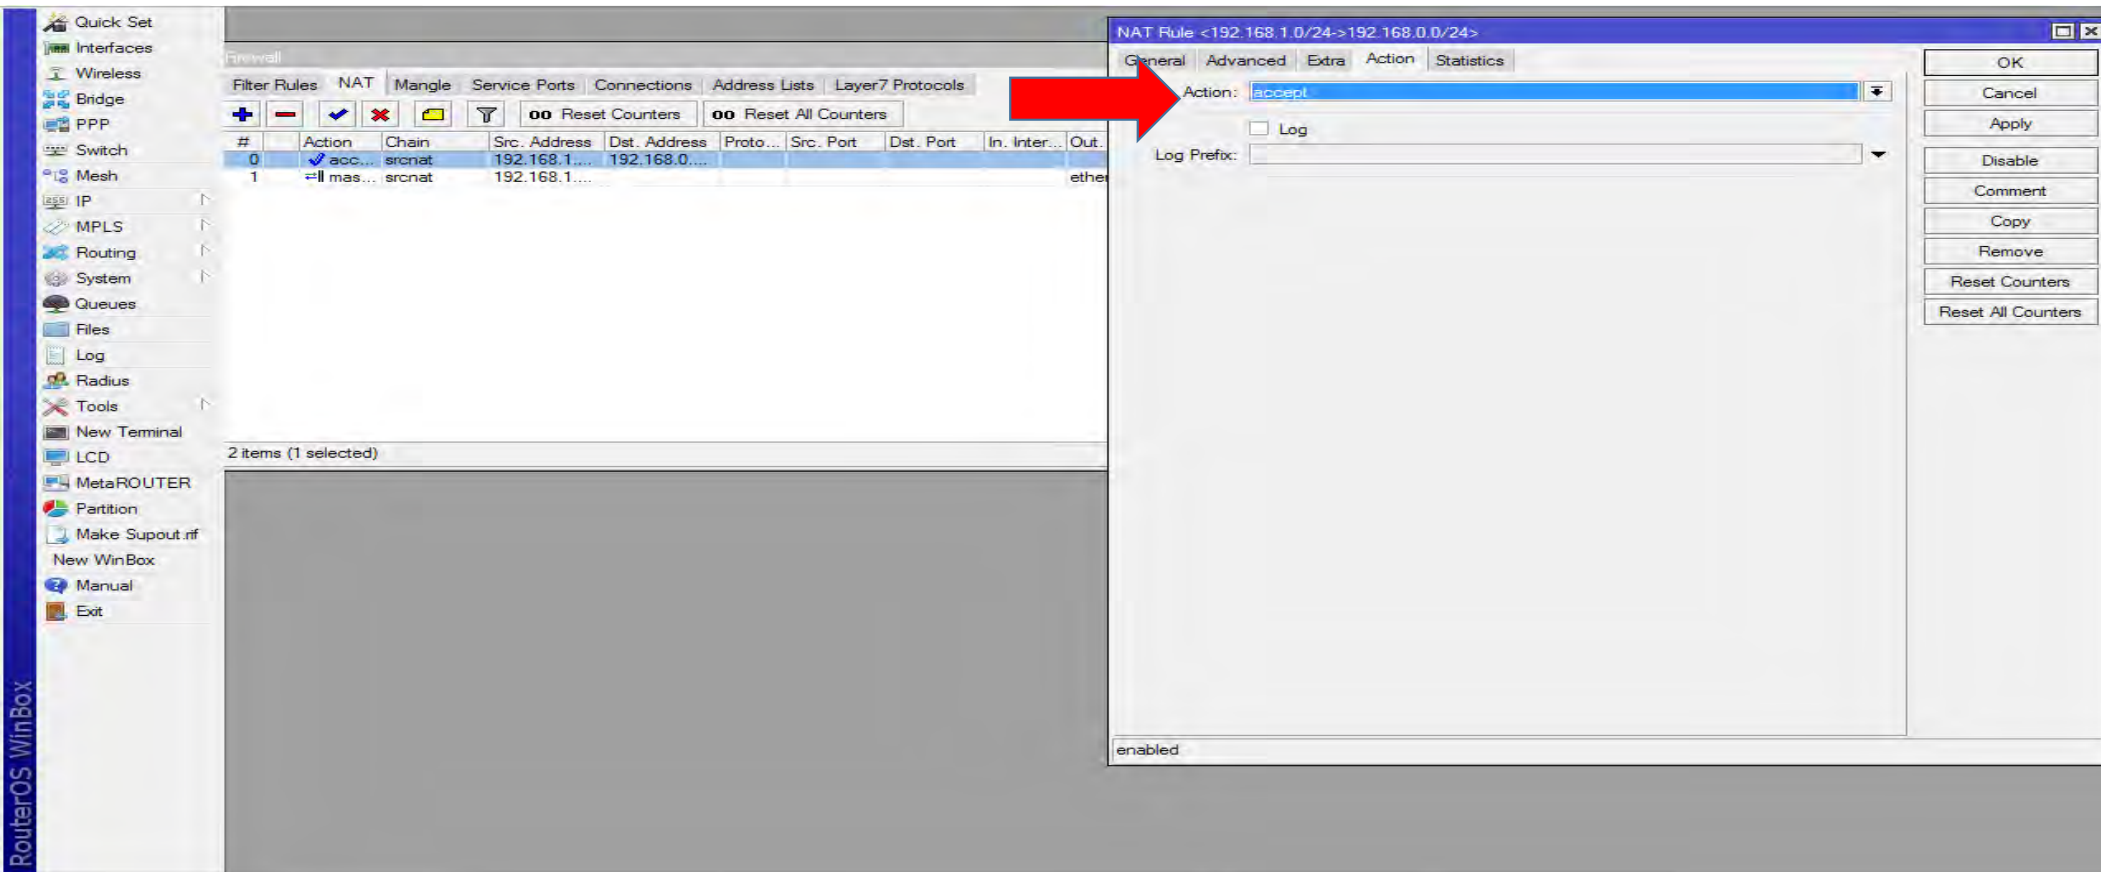 Quick Set
Interfaces
Wireless
Bridge
PPP
Switch
Mesh
IP
MPLS
Routing
System
Queues
Files
Log
Radius
Tools
New Terminal
LCD
MetaROUTER
Partition
Make Supout.rif
New WinBox
Manual
Exit
RouterOS WinBox
Firewall
Filter Rules NAT Mangle Service Ports Connections Address Lists Layer7 Protocols
00 Reset Counters 00 Reset All Counters
# Action Chain Src. Address Dst. Address Proto... Src. Port Dst. Port In. Inter... Out.
0 acc... srcnat 192.168.1.... 192.168.0....
1 mas... srcnat 192.168.1.... ether
2 items (1 selected)
NAT Rule <192.168.1.0/24->192.168.0.0/24>
General Advanced Extra Action Statistics
Action: accept
Log
Log Prefix:
enabled
OK
Cancel
Apply
Disable
Comment
Copy
Remove
Reset Counters
Reset All Counters